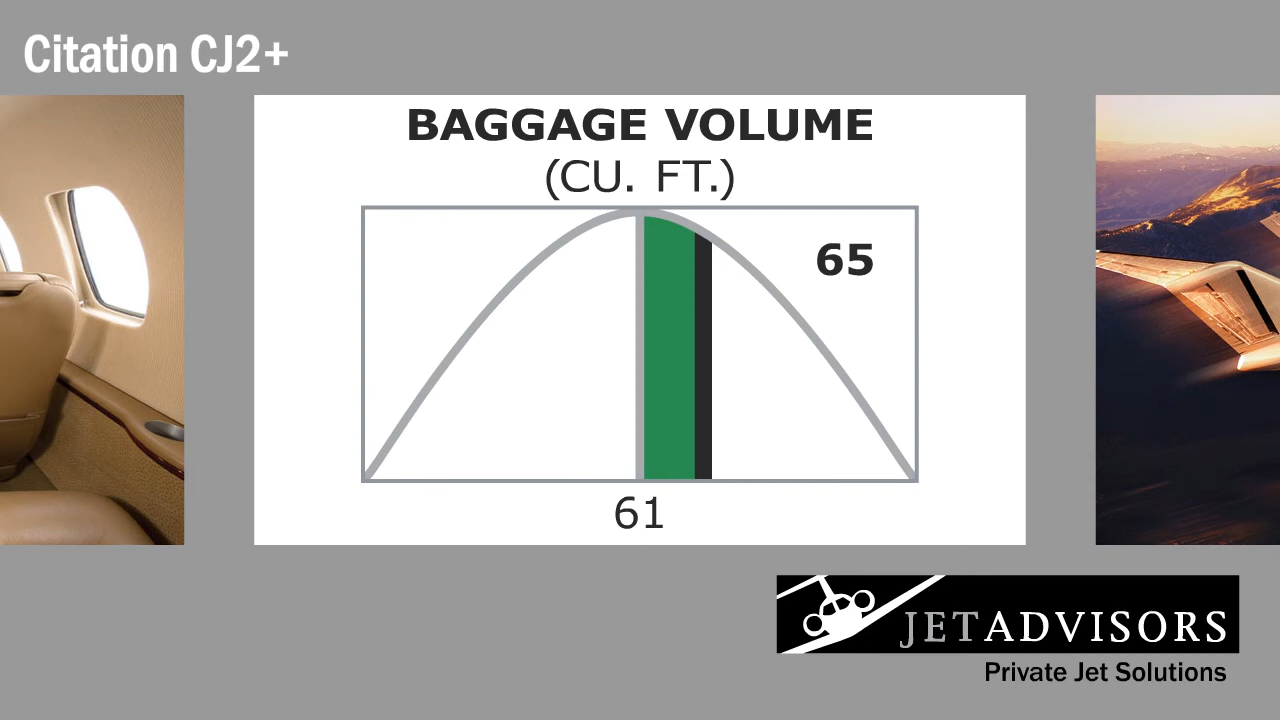 Citation CJ2+
BAGGAGE VOLUME
(CU. FT.)
65
61
JETADVISORS
Private Jet Solutions